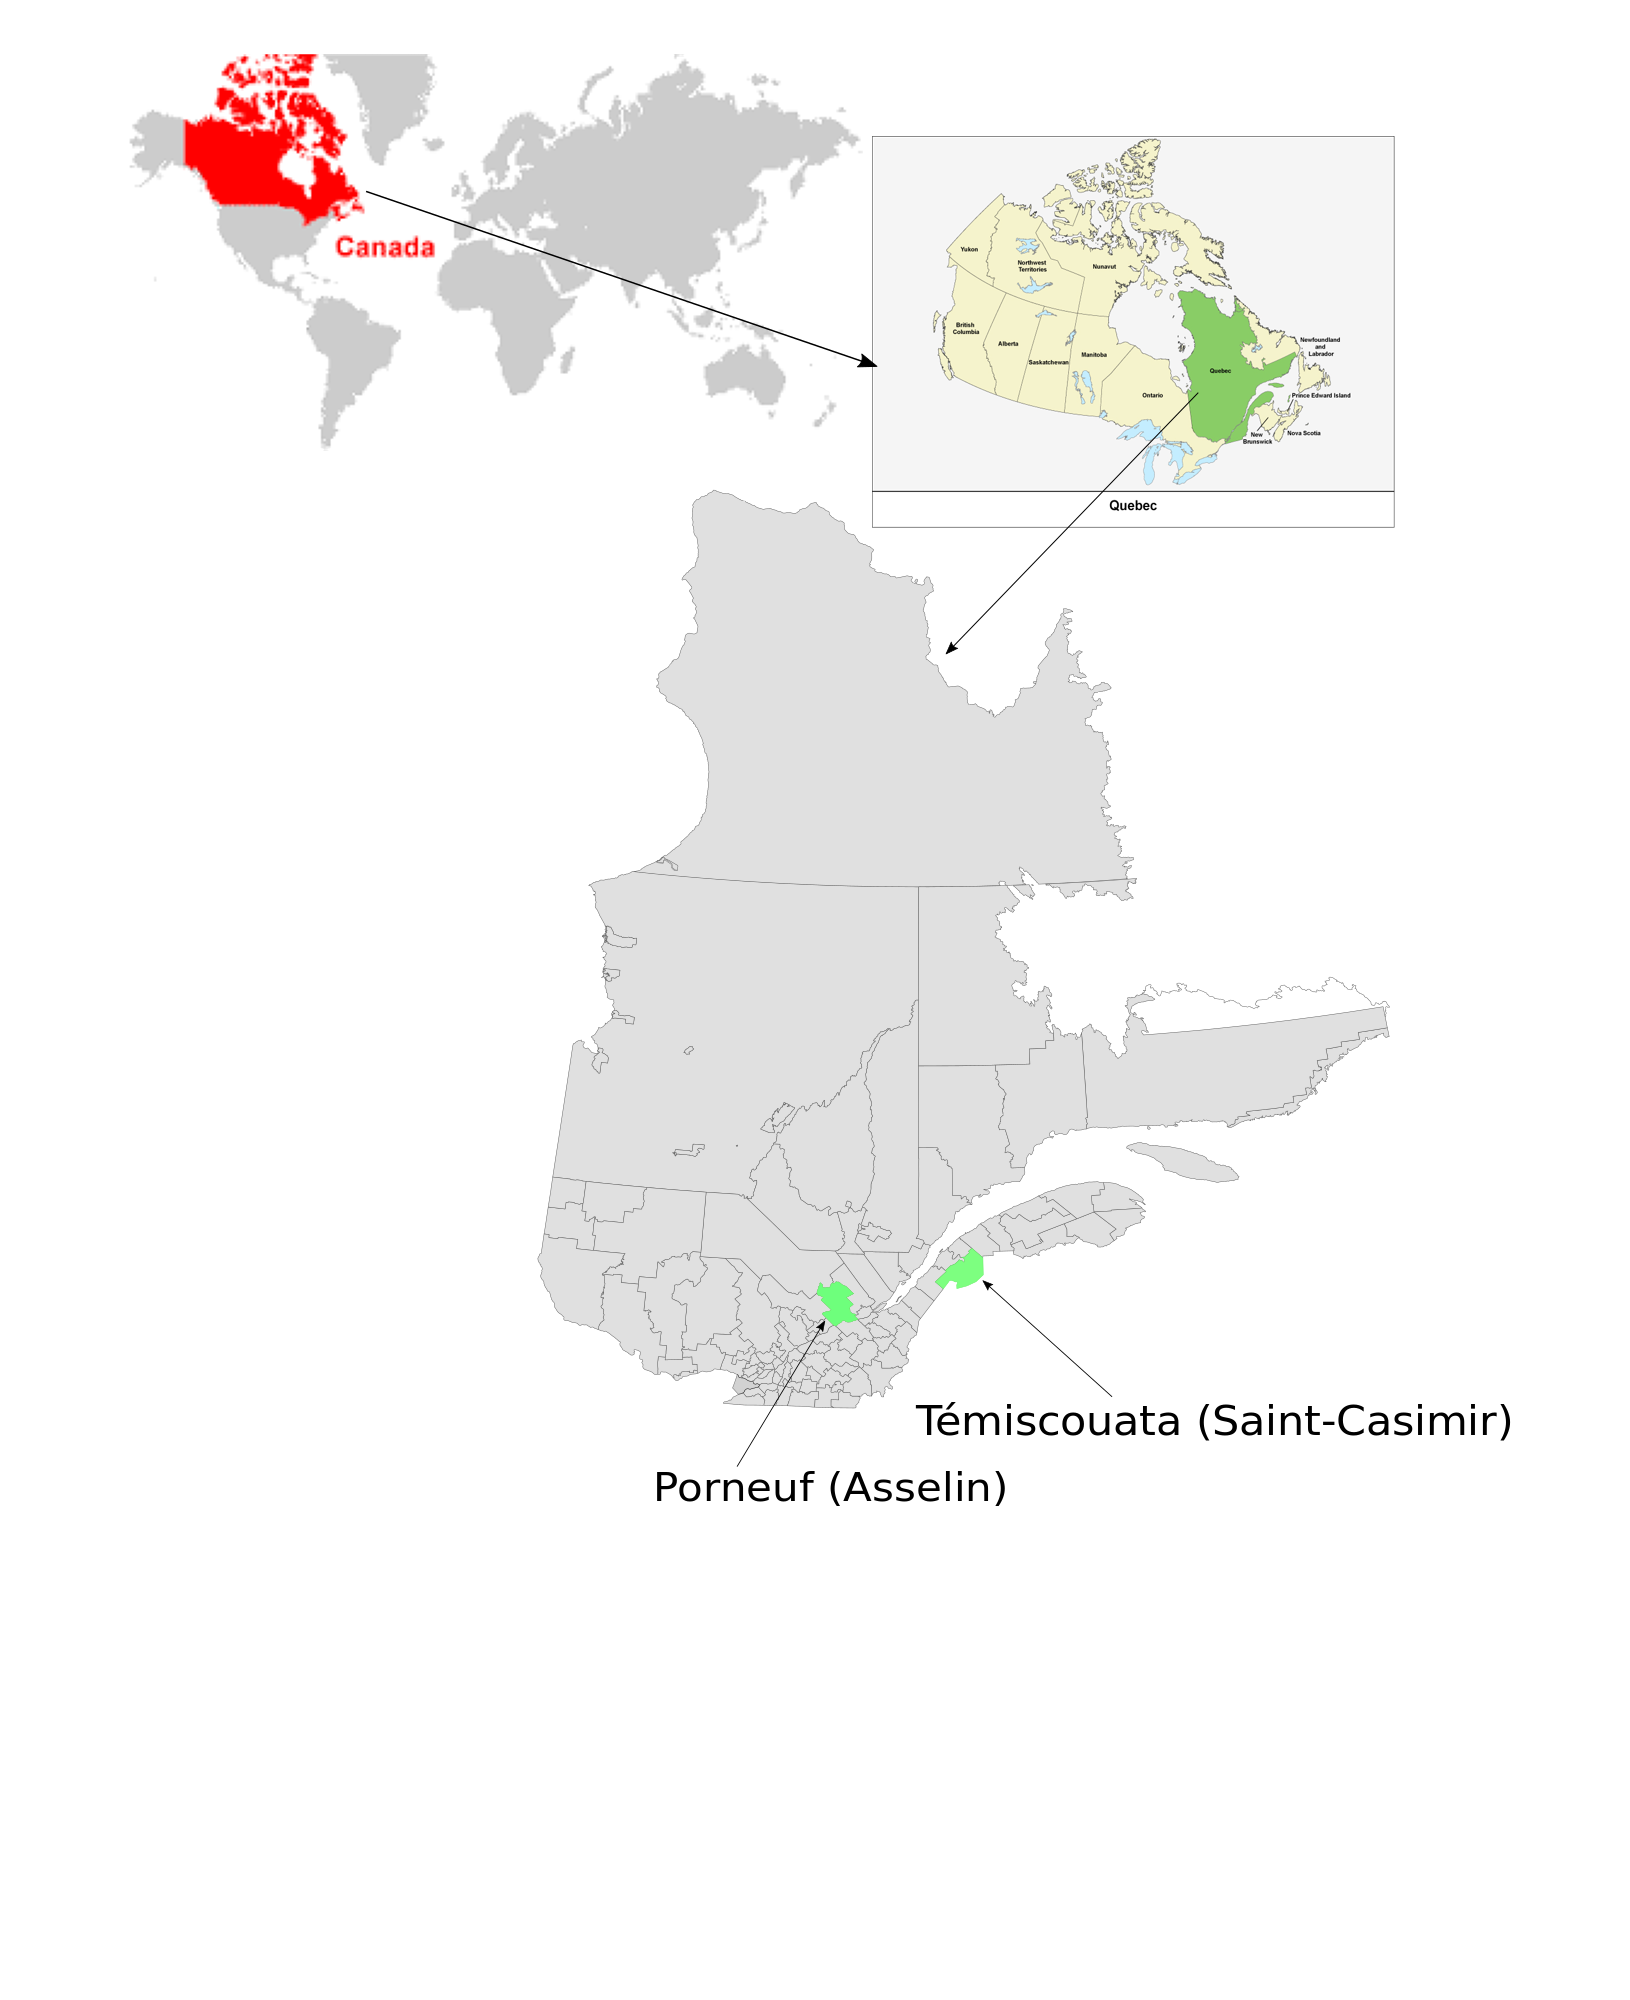 Canada
Yukon
Northwest
Territories
Nunavut
British
Columbia
Alberta
Saskatchewan
Manitoba
Ontario
Quebec
Newfoundland
and
Labrador
Prince Edward Island
New
Brunswick
Nova Scotia
Quebec
Témiscouata (Saint-Casimir)
Porneuf (Asselin)